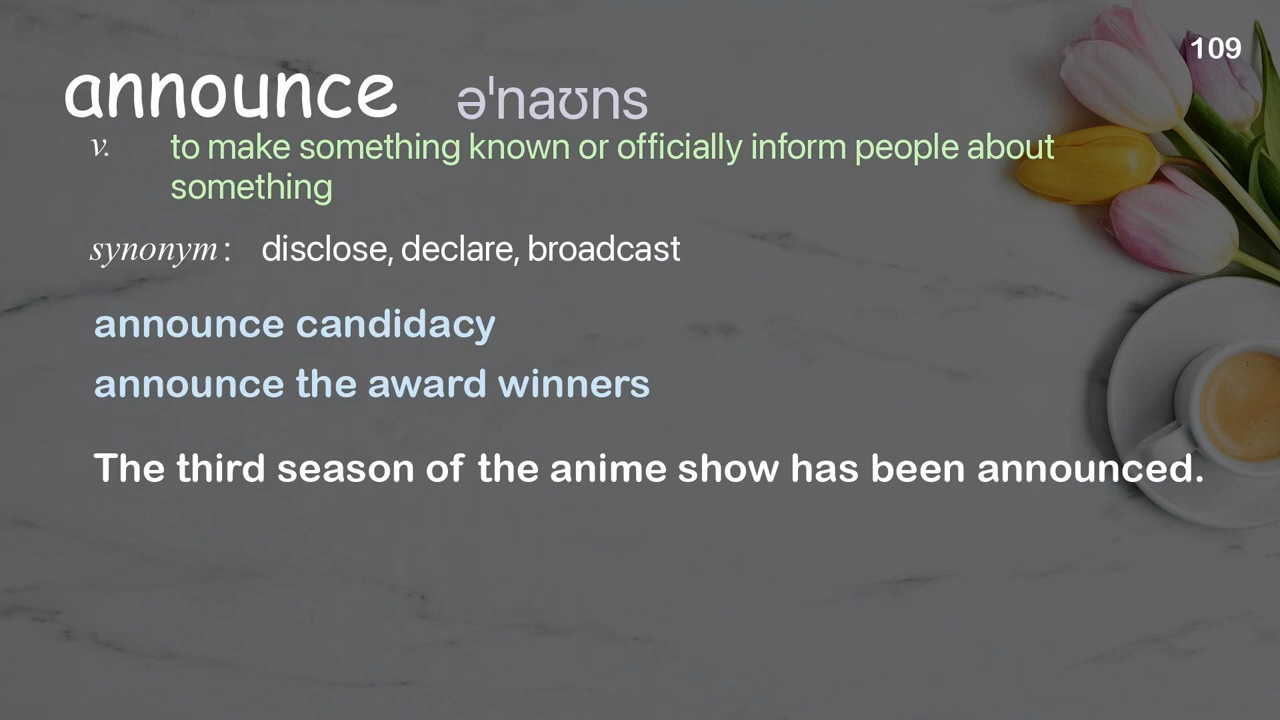 109
announce əˈnaʊns
v. to make something known or officially inform people about
something
synonym: disclose, declare, broadcast
announce candidacy
announce the award winners
The third season of the anime show has been announced.